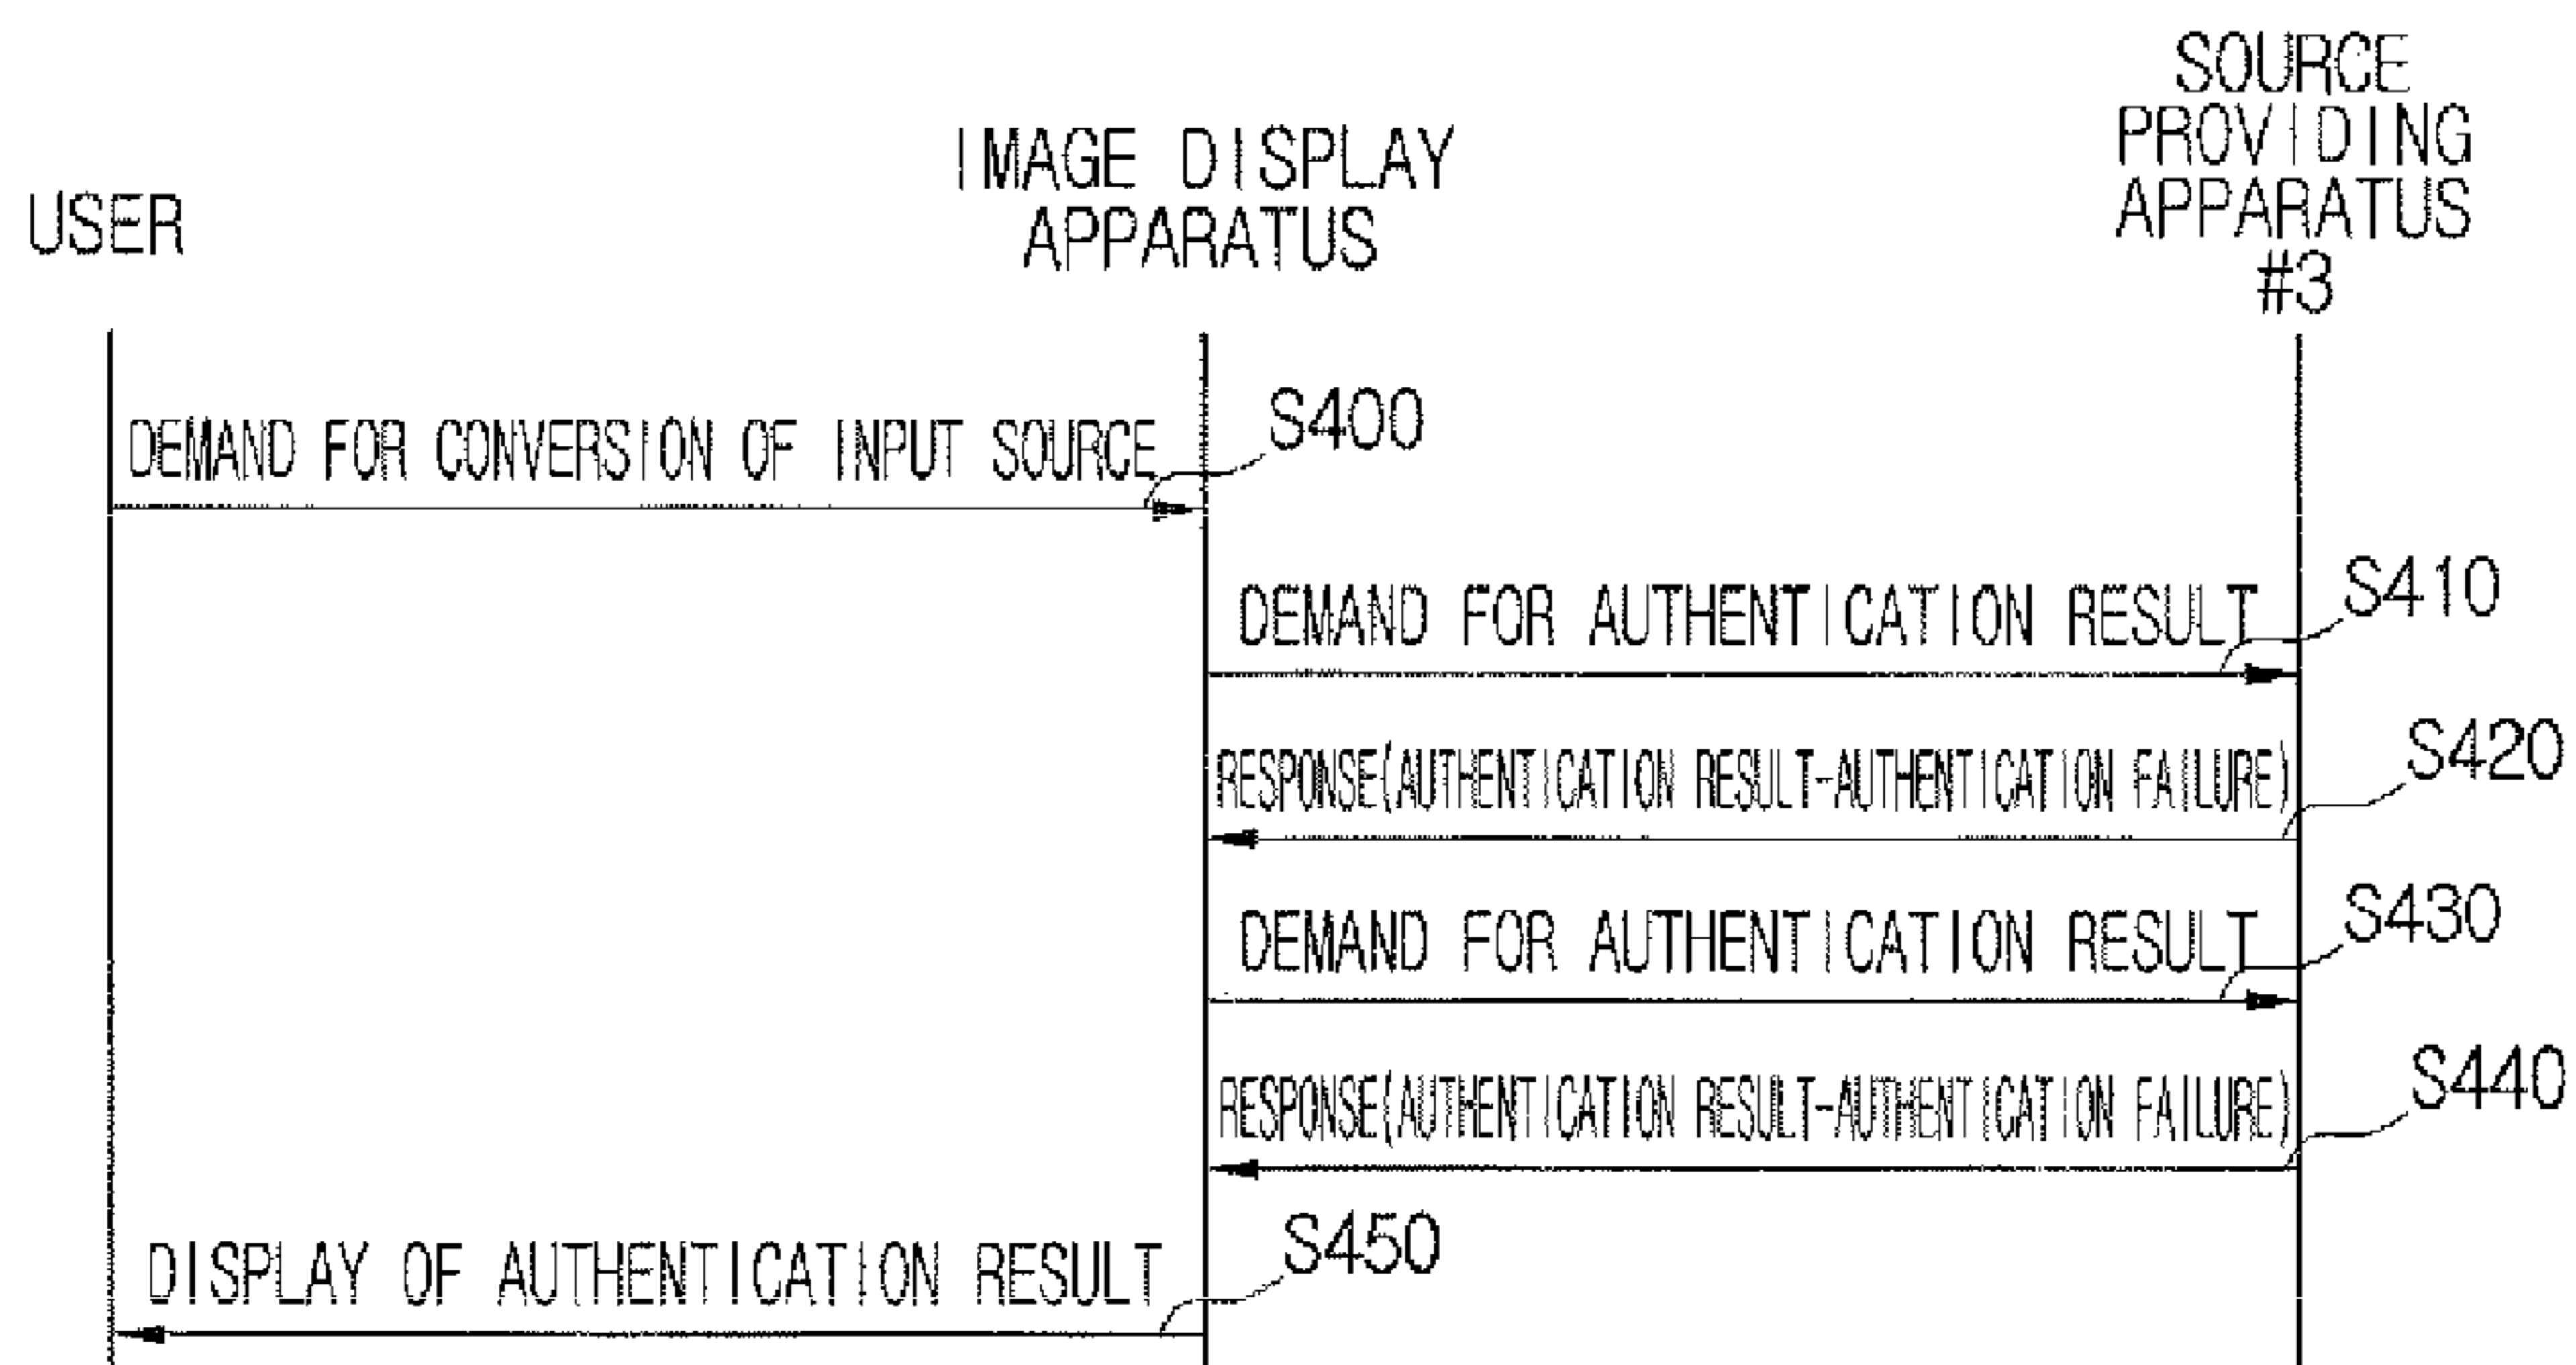 USER
IMAGE DISPLAY
APPARATUS
SOURCE
PROVIDING
APPARATUS
#3
DEMAND FOR CONVERSION OF INPUT SOURCE
S400
DEMAND FOR AUTHENTICATION RESULT
S410
RESPONSE(AUTHENTICATION RESULT-AUTHENTICATION FAILURE)
S420
DEMAND FOR AUTHENTICATION RESULT
S430
RESPONSE(AUTHENTICATION RESULT-AUTHENTICATION FAILURE)
S440
DISPLAY OF AUTHENTICATION RESULT
S450